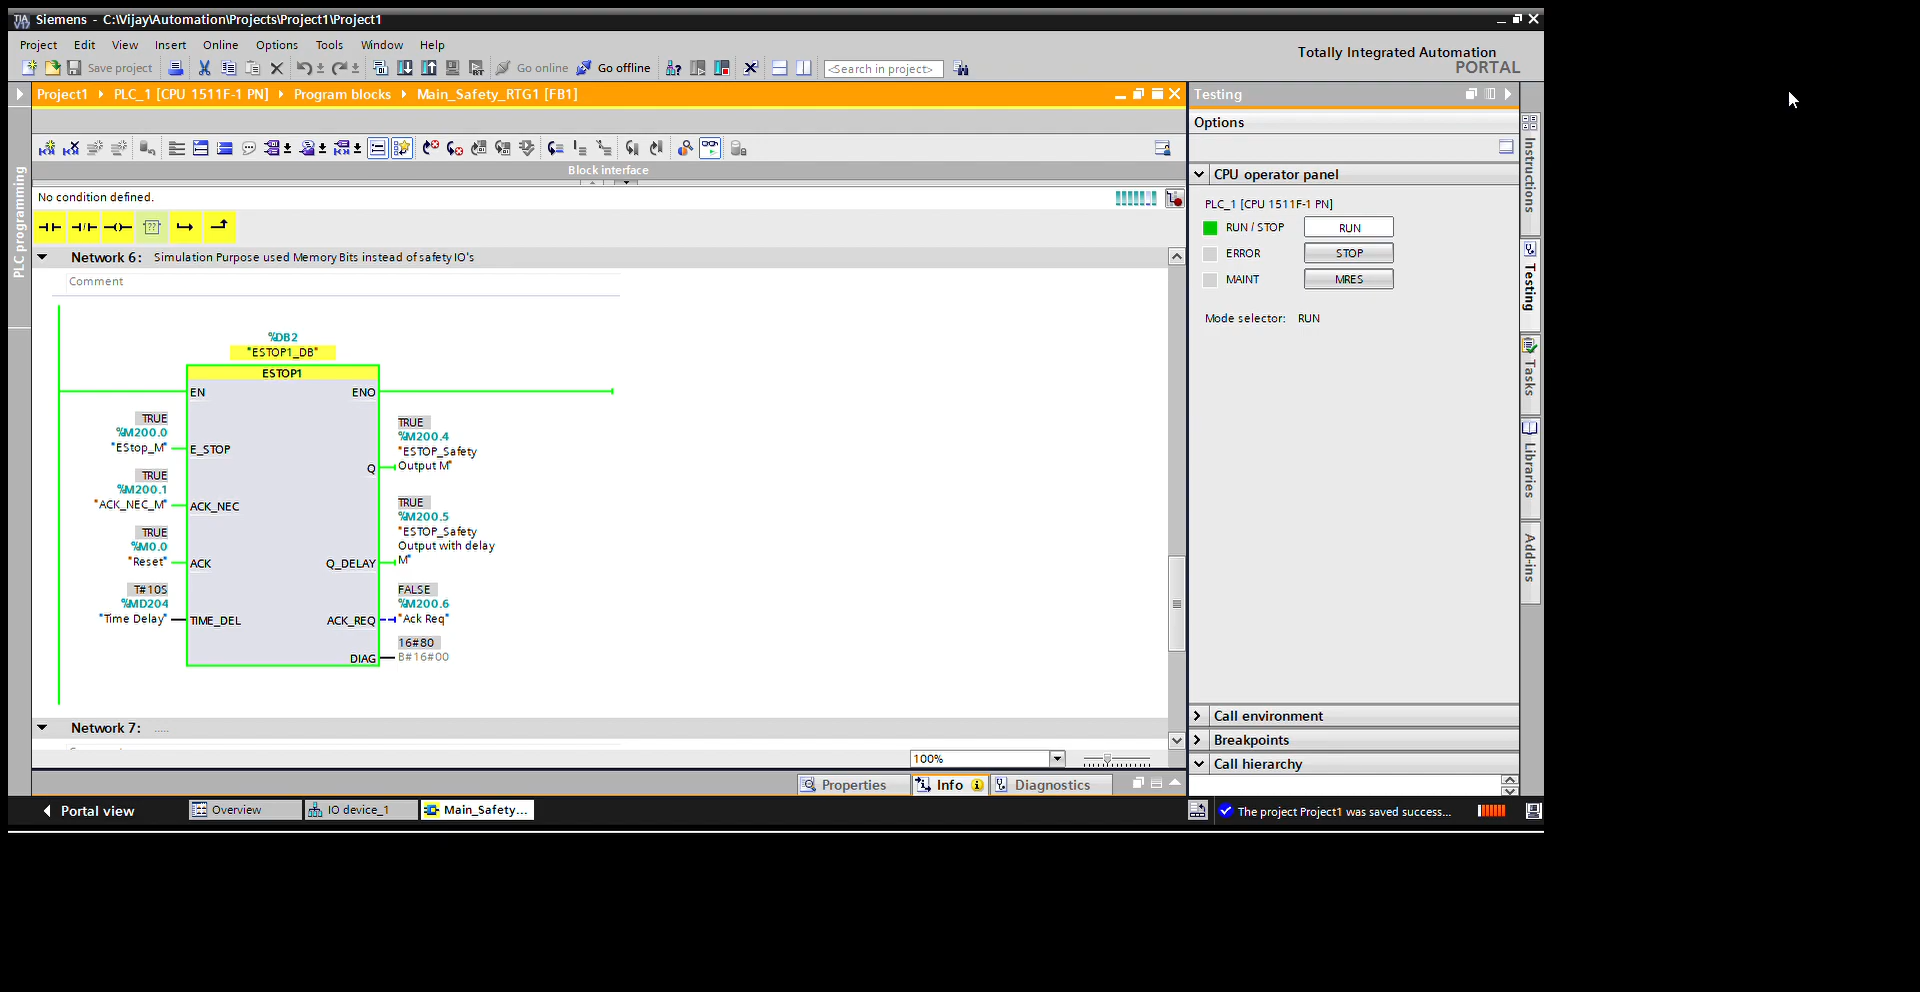 TIA V17 Siemens - C:\Vijay\Automation\Projects\Project1\Project1
Project Edit View Insert Online Options Tools Window Help
Totally Integrated Automation
PORTAL
Save project Go online Go offline <Search in project>
Project1 PLC_1 [CPU 1511F-1 PN] Program blocks Main_Safety_RTG1 [FB1]
Testing
Options
Block interface
CPU operator panel
No condition defined.
PLC_1 [CPU 1511F-1 PN]
RUN / STOP RUN
ERROR STOP
MAINT MRES
Mode selector: RUN
PLC programming
Network 6: Simulation Purpose used Memory Bits instead of safety IO's
Comment
%DB2
"ESTOP1_DB"
ESTOP1
EN ENO
TRUE
%M200.0
"EStop_M" E_STOP
TRUE
%M200.1
"ACK_NEC_M" ACK_NEC
TRUE
%M0.0
"Reset" ACK
T#10S
%MD204
"Time Delay" TIME_DEL
TRUE
%M200.4
"ESTOP_Safety
Q Output M"
TRUE
%M200.5
"ESTOP_Safety
Output with delay
Q_DELAY M"
FALSE
%M200.6
ACK_REQ "Ack Req"
16#80
DIAG B#16#00
Network 7: .....
100%
Properties Info Diagnostics
Call environment
Breakpoints
Call hierarchy
Instructions
Testing
Tasks
Libraries
Add-ins
Portal view Overview IO device_1 Main_Safety... The project Project1 was saved success...